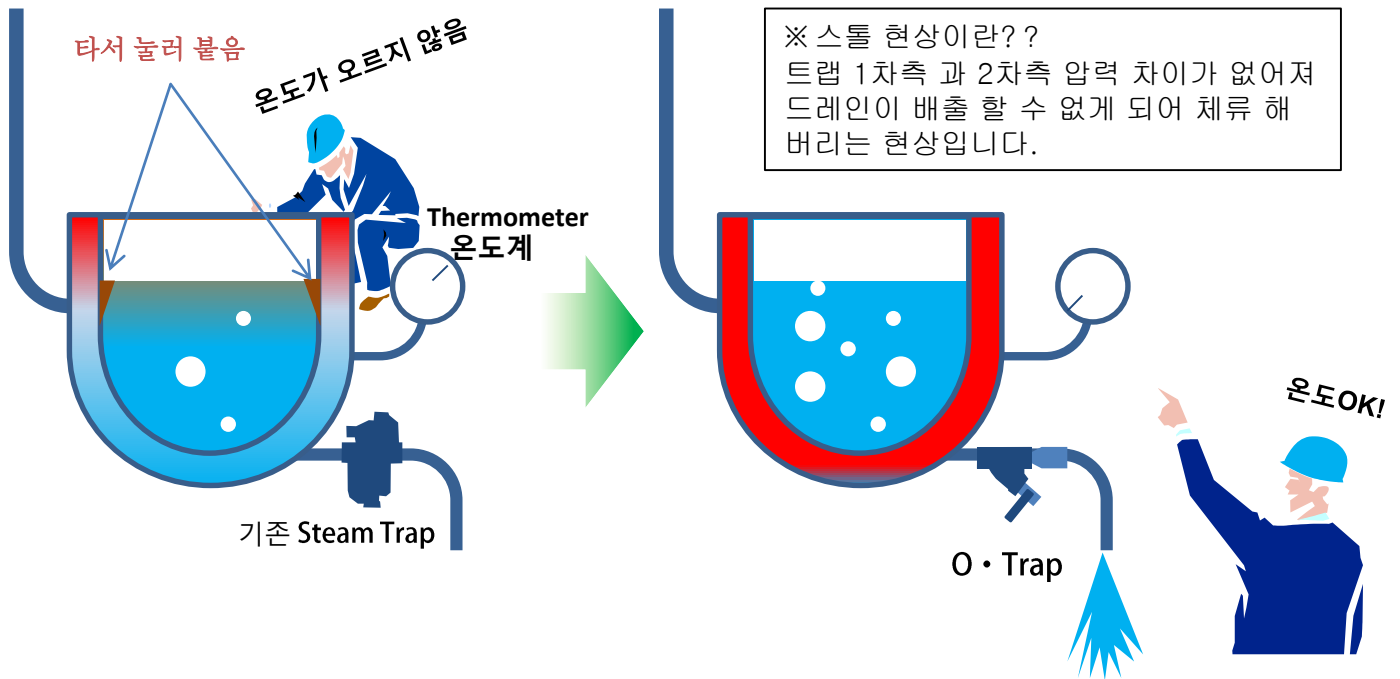 타서 눌러 붙음
온도가 오르지 않음
Thermometer
온도계
기존 Steam Trap
※ 스톨 현상이란??
트랩 1차측 과 2차측 압력 차이가 없어져
드레인이 배출 할 수 없게 되어 체류 해
버리는 현상입니다.
온도OK!
O・Trap